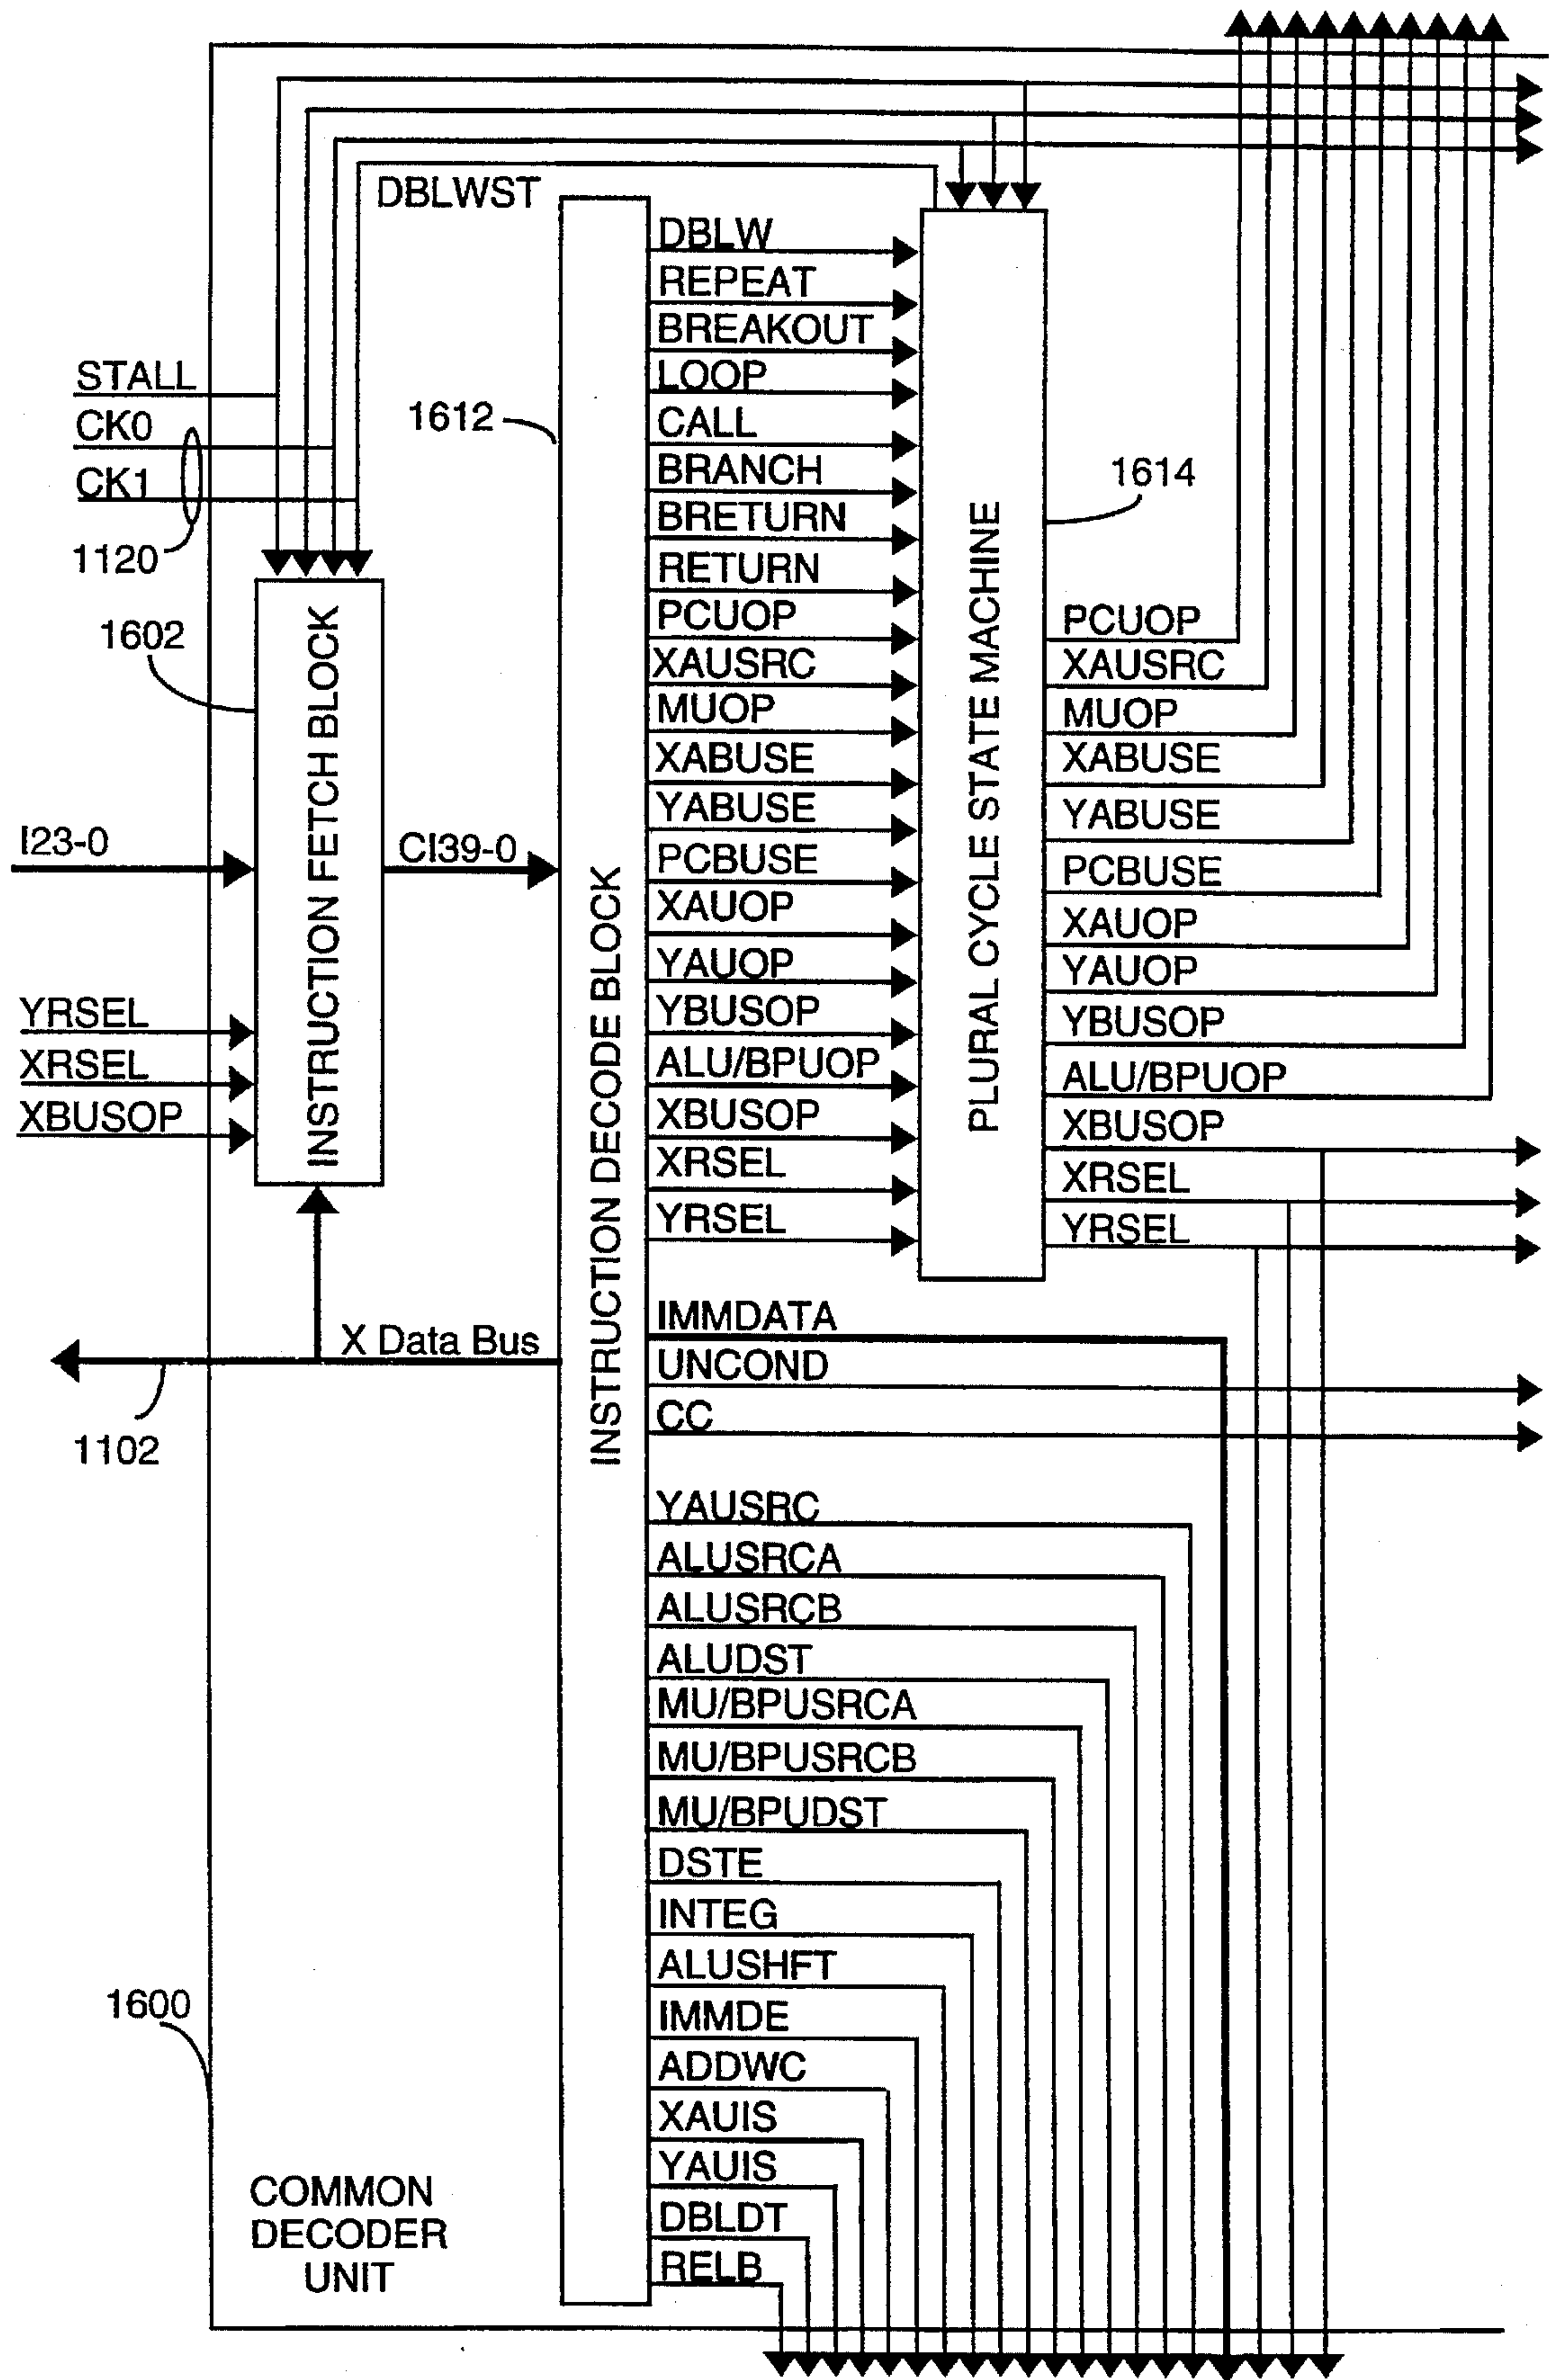 DBLWST
STALL
CK0
CK1
1120
1602
INSTRUCTION FETCH BLOCK
I23-0
CI39-0
YRSEL
XRSEL
XBUSOP
X Data Bus
1102
1612
INSTRUCTION DECODE BLOCK
DBLW
REPEAT
BREAKOUT
LOOP
CALL
BRANCH
BRETURN
RETURN
PCUOP
XAUSRC
MUOP
XABUSE
YABUSE
PCBUSE
XAUOP
YAUOP
YBUSOP
ALU/BPUOP
XBUSOP
XRSEL
YRSEL
1614
PLURAL CYCLE STATE MACHINE
PCUOP
XAUSRC
MUOP
XABUSE
YABUSE
PCBUSE
XAUOP
YAUOP
YBUSOP
ALU/BPUOP
XBUSOP
XRSEL
YRSEL
IMMDATA
UNCOND
CC
YAUSRC
ALUSRCA
ALUSRCB
ALUDST
MU/BPUSRCA
MU/BPUSRCB
MU/BPUDST
DSTE
INTEG
ALUSHFT
IMMDE
ADDWC
XAUIS
YAUIS
DBLDT
RELB
1600
COMMON
DECODER
UNIT